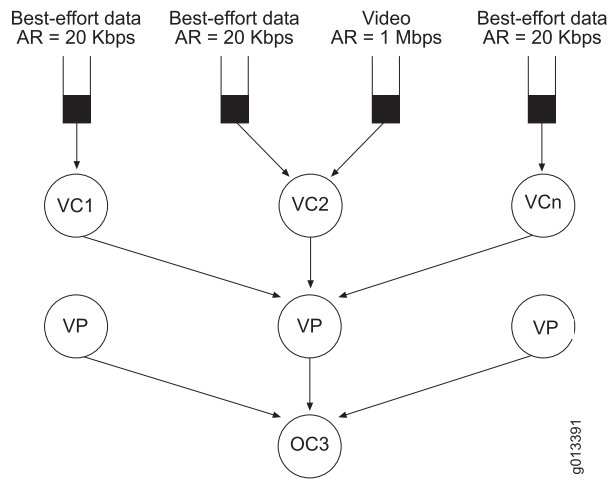 Best-effort data
AR = 20 Kbps
Best-effort data
AR = 20 Kbps
Video
AR = 1 Mbps
Best-effort data
AR = 20 Kbps
VC1
VC2
VCn
VP
VP
VP
OC3
g013391